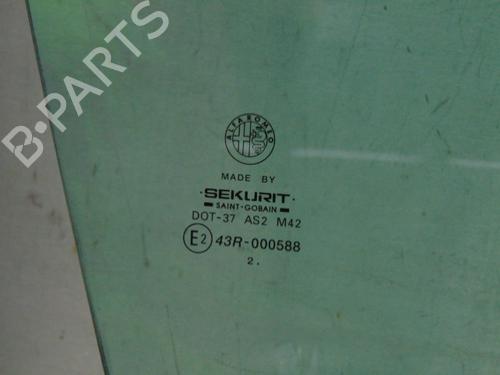 B-PARTS
ALFA ROMEO
MADE BY
SEKURIT
SAINT-GOBAIN
DOT-37 AS2 M42
E2 43R-000588
2.